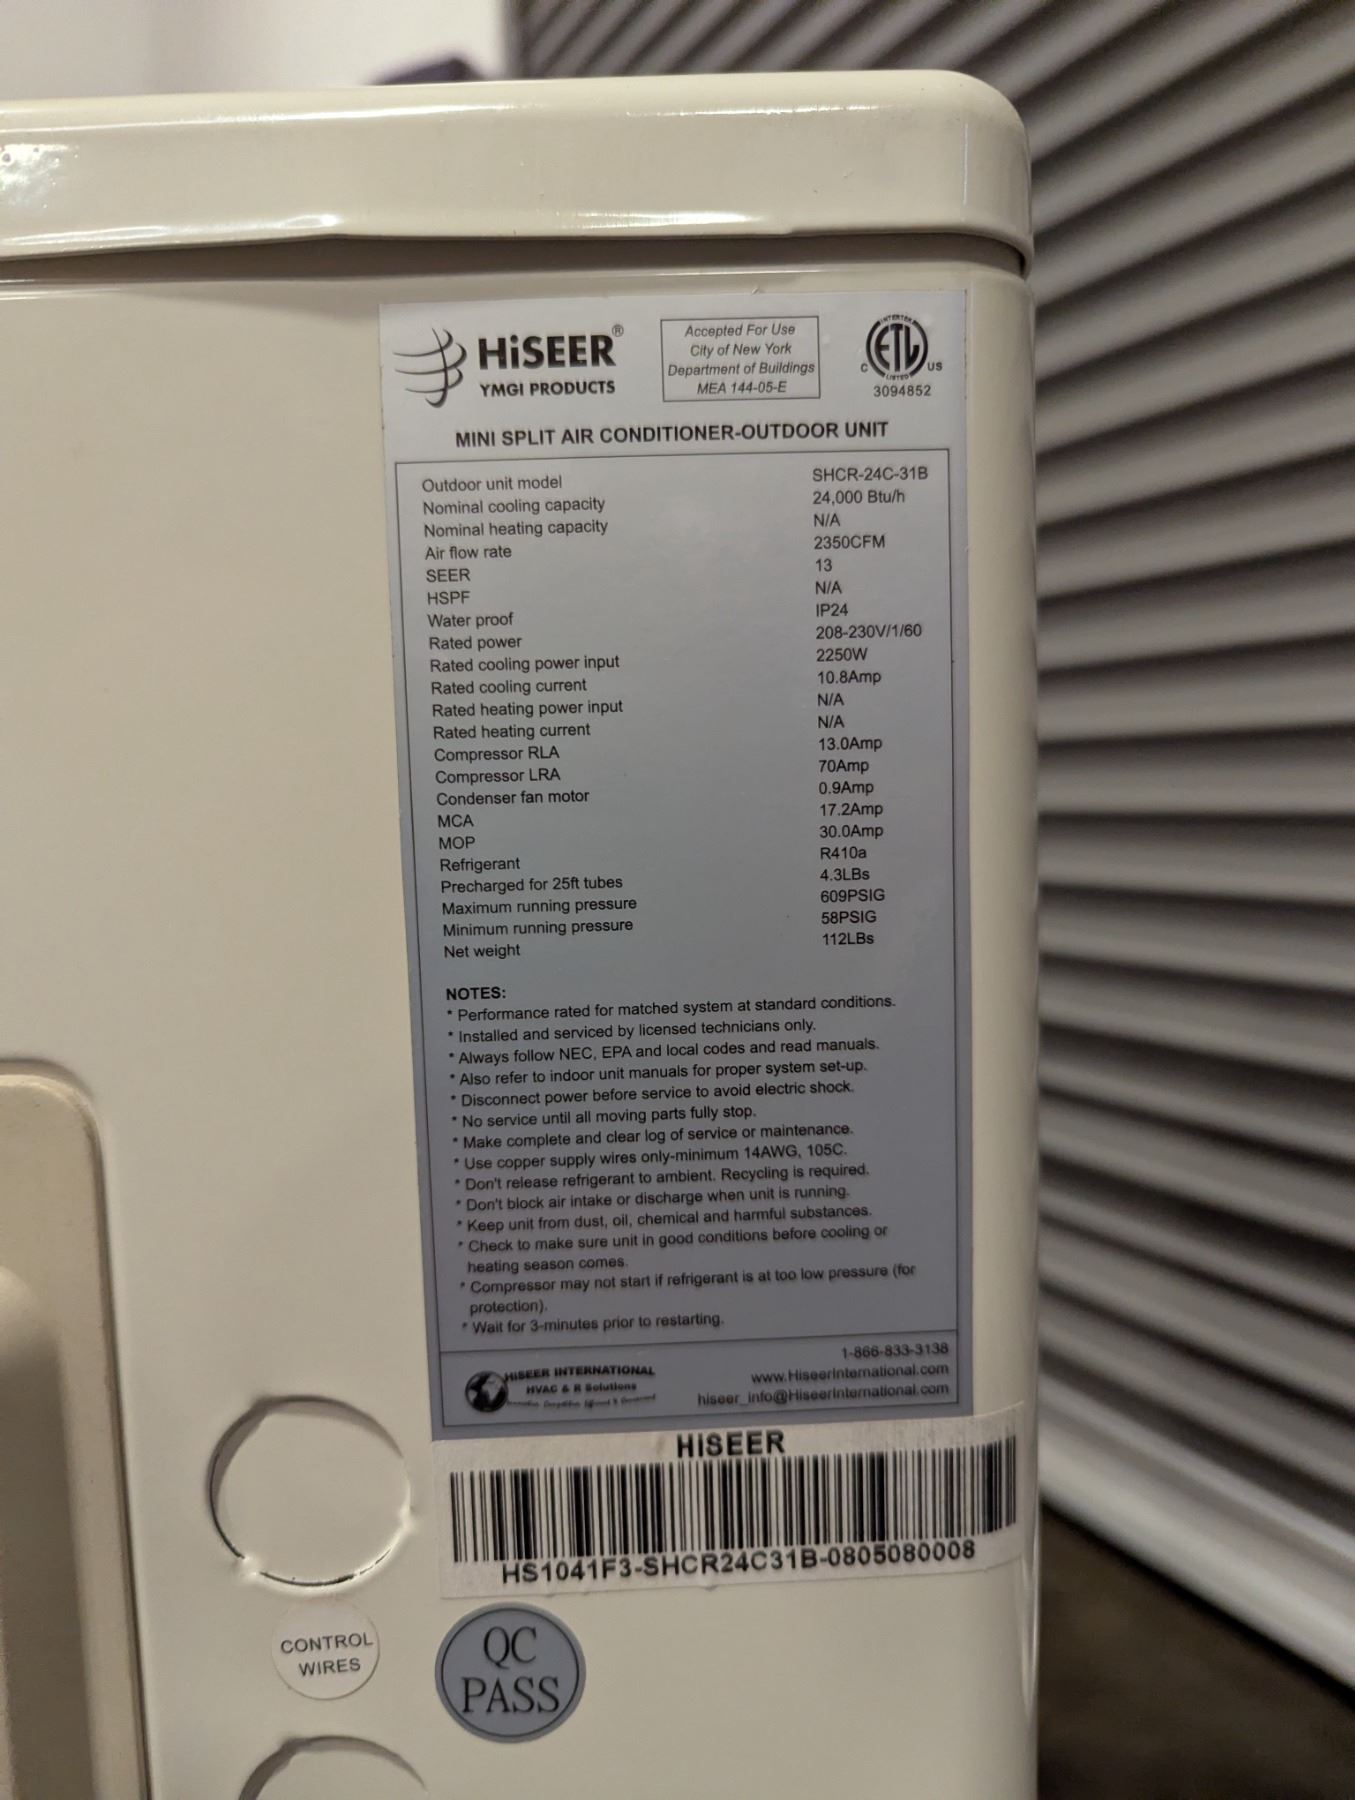 HiSEER®
YMGI PRODUCTS
Accepted For Use
City of New York
Department of Buildings
MEA 144-05-E
INTERTEK
C ETL US
LISTED
3094852
MINI SPLIT AIR CONDITIONER-OUTDOOR UNIT
Outdoor unit model SHCR-24C-31B
Nominal cooling capacity 24,000 Btu/h
Nominal heating capacity N/A
Air flow rate 2350CFM
SEER 13
HSPF N/A
Water proof IP24
Rated power 208-230V/1/60
Rated cooling power input 2250W
Rated cooling current 10.8Amp
Rated heating power input N/A
Rated heating current N/A
Compressor RLA 13.0Amp
Compressor LRA 70Amp
Condenser fan motor 0.9Amp
MCA 17.2Amp
MOP 30.0Amp
Refrigerant R410a
Precharged for 25ft tubes 4.3LBs
Maximum running pressure 609PSIG
Minimum running pressure 58PSIG
Net weight 112LBs
NOTES:
* Performance rated for matched system at standard conditions.
* Installed and serviced by licensed technicians only.
* Always follow NEC, EPA and local codes and read manuals.
* Also refer to indoor unit manuals for proper system set-up.
* Disconnect power before service to avoid electric shock.
* No service until all moving parts fully stop.
* Make complete and clear log of service or maintenance.
* Use copper supply wires only-minimum 14AWG, 105C.
* Don't release refrigerant to ambient. Recycling is required.
* Don't block air intake or discharge when unit is running.
* Keep unit from dust, oil, chemical and harmful substances.
* Check to make sure unit in good conditions before cooling or
heating season comes.
* Compressor may not start if refrigerant is at too low pressure (for
protection).
* Wait for 3-minutes prior to restarting.
HISEER INTERNATIONAL
HVAC & R Solutions
1-866-833-3138
www.HiseerInternational.com
hiseer_info@HiseerInternational.com
HISEER
HS1041F3-SHCR24C31B-0805080008
CONTROL
WIRES
QC
PASS